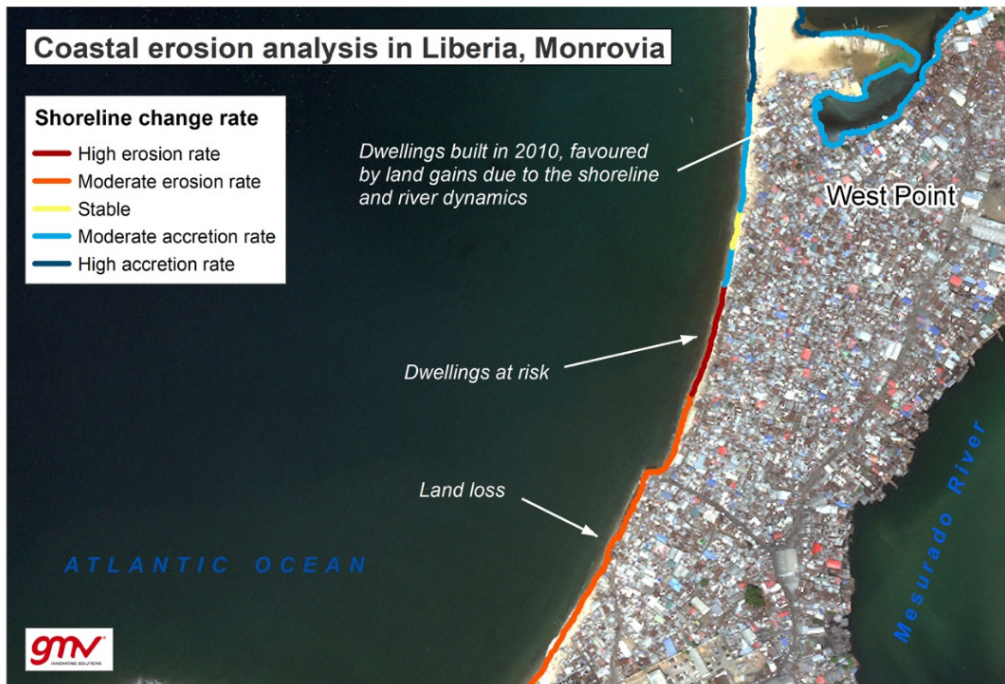 Coastal erosion analysis in Liberia, Monrovia
Shoreline change rate
High erosion rate
Moderate erosion rate
Stable
Moderate accretion rate
High accretion rate
Dwellings built in 2010, favoured
by land gains due to the shoreline
and river dynamics
West Point
Dwellings at risk
Land loss
ATLANTIC OCEAN
Mesurado River
gmv
INNOVATING SOLUTIONS